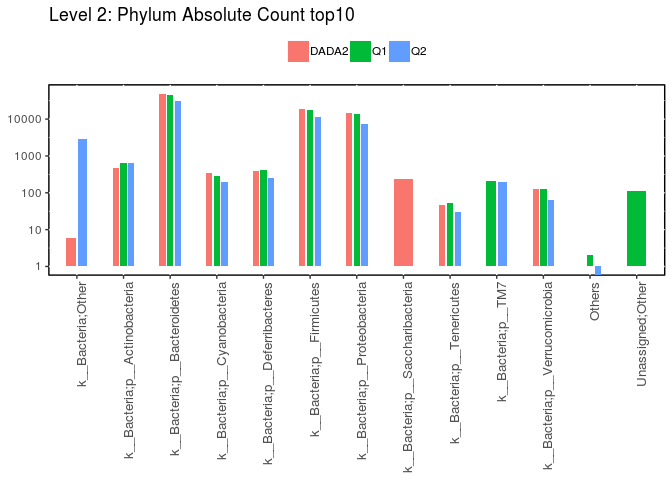 Level 2: Phylum Absolute Count top10
DADA2 Q1 Q2
10000
1000
100
10
1
k__Bacteria;Other
k__Bacteria;p__Actinobacteria
k__Bacteria;p__Bacteroidetes
k__Bacteria;p__Cyanobacteria
k__Bacteria;p__Deferribacteres
k__Bacteria;p__Firmicutes
k__Bacteria;p__Proteobacteria
k__Bacteria;p__Saccharibacteria
k__Bacteria;p__Tenericutes
k__Bacteria;p__TM7
k__Bacteria;p__Verrucomicrobia
Others
Unassigned;Other